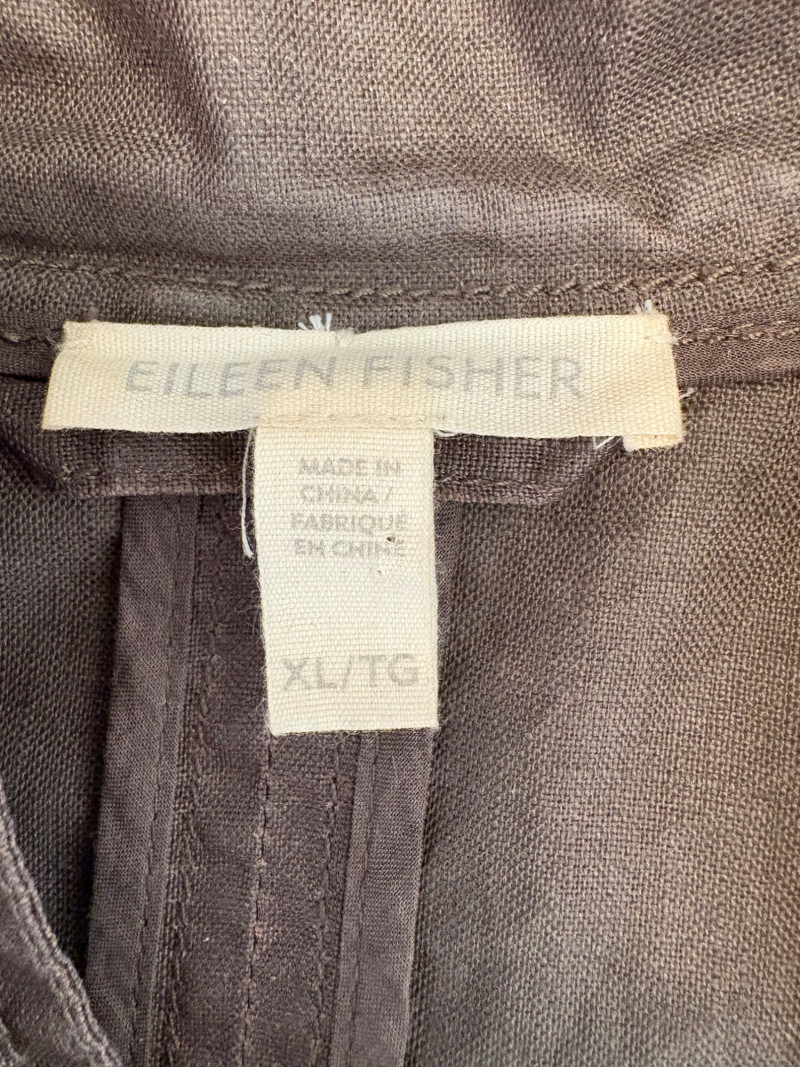 EILEEN FISHER
MADE IN
CHINA /
FABRIQUÉ
EN CHINE
XL/TG